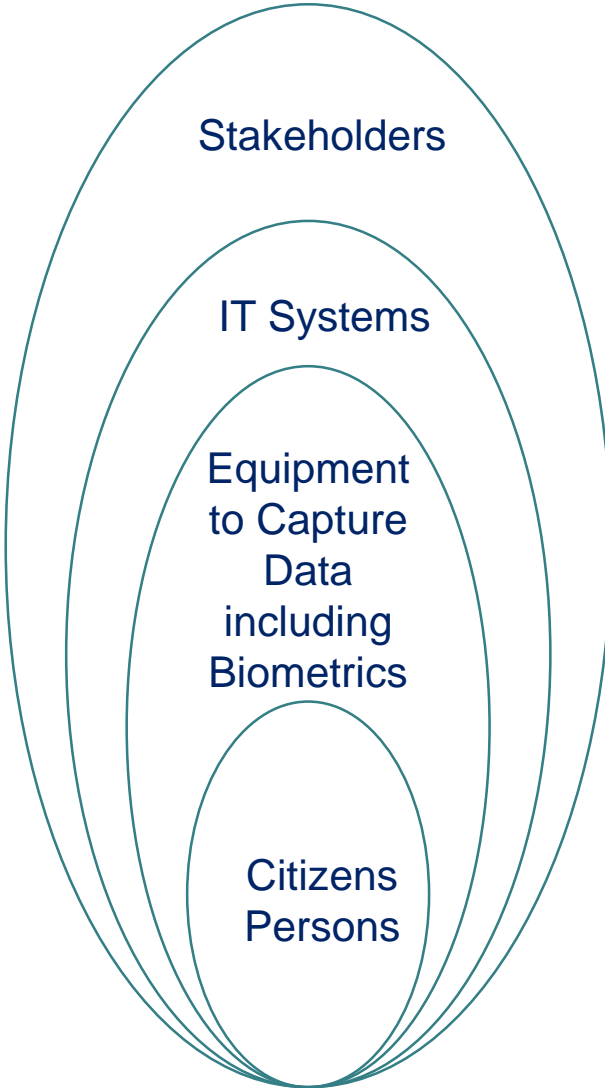 Stakeholders
IT Systems
Equipment
to Capture
Data
including
Biometrics
Citizens
Persons